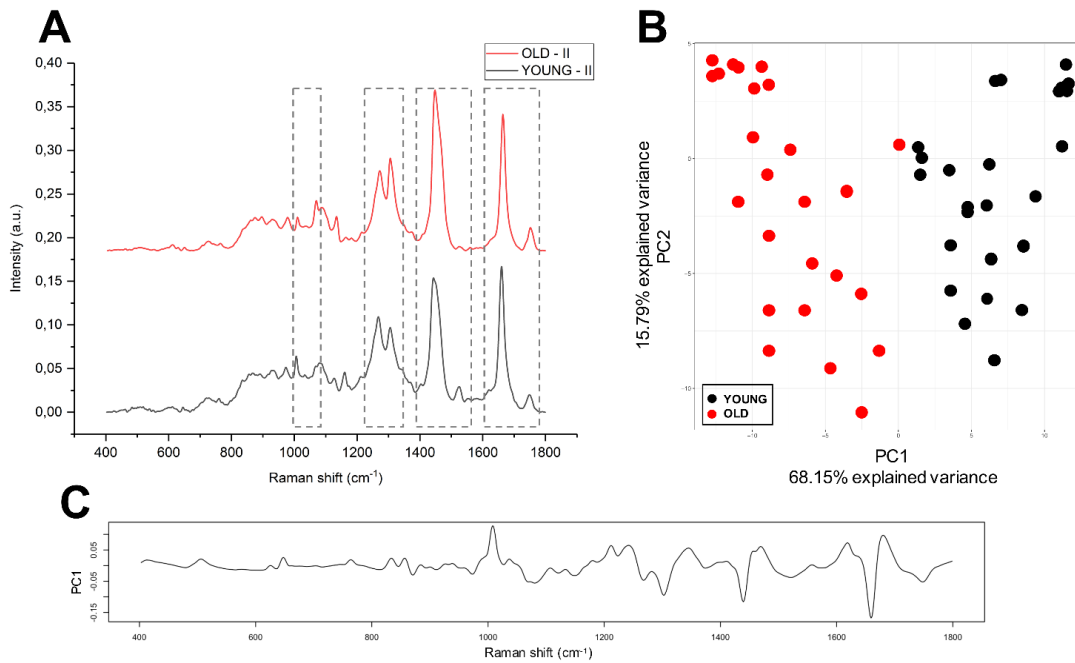 A
OLD - II
YOUNG - II
0,40
0,35
0,30
0,25
0,20
0,15
0,10
0,05
0,00
Intensity (a.u.)
400 600 800 1000 1200 1400 1600 1800
Raman shift (cm-1)
B
5
0
-5
-10
15.79% explained variance
PC2
YOUNG
OLD
-10 -5 0 5 10
PC1
68.15% explained variance
C
0.05
-0.05
-0.15
PC1
400 600 800 1000 1200 1400 1600 1800
Raman shift (cm-1)